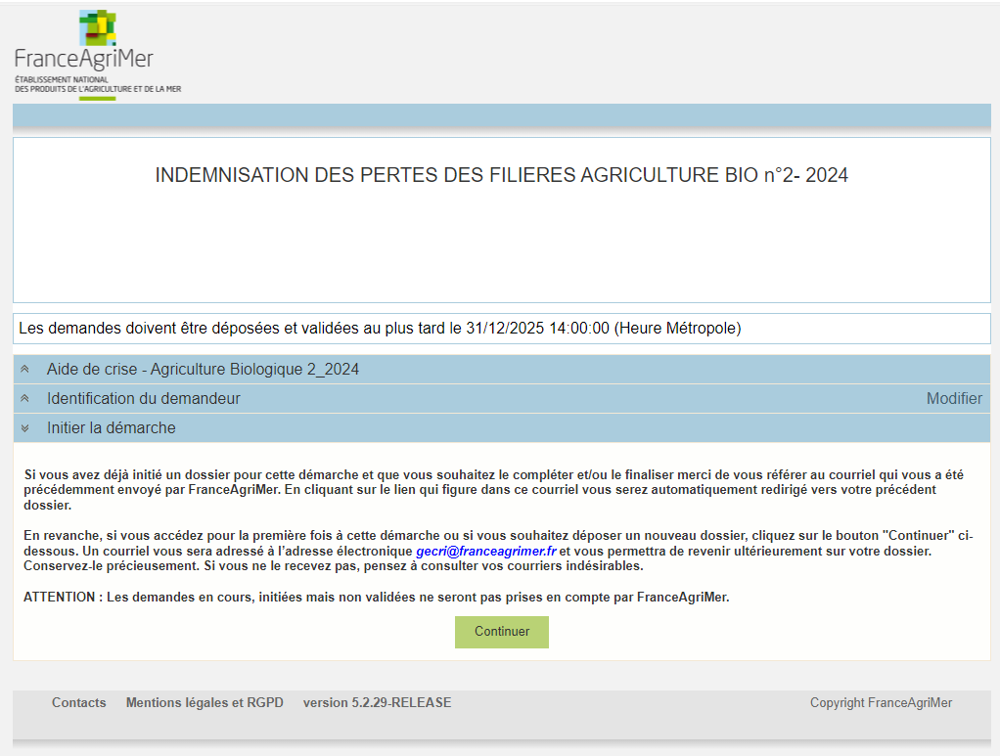 FranceAgriMer
ÉTABLISSEMENT NATIONAL
DES PRODUITS DE L'AGRICULTURE ET DE LA MER
INDEMNISATION DES PERTES DES FILIERES AGRICULTURE BIO n°2- 2024
Les demandes doivent être déposées et validées au plus tard le 31/12/2025 14:00:00 (Heure Métropole)
Aide de crise - Agriculture Biologique 2_2024
Identification du demandeur Modifier
Initier la démarche
Si vous avez déjà initié un dossier pour cette démarche et que vous souhaitez le compléter et/ou le finaliser merci de vous référer au courriel qui vous a été
précédemment envoyé par FranceAgriMer. En cliquant sur le lien qui figure dans ce courriel vous serez automatiquement redirigé vers votre précédent
dossier.
En revanche, si vous accédez pour la première fois à cette démarche ou si vous souhaitez déposer un nouveau dossier, cliquez sur le bouton "Continuer" ci-
dessous. Un courriel vous sera adressé à l'adresse électronique gecri@franceagrimer.fr et vous permettra de revenir ultérieurement sur votre dossier.
Conservez-le précieusement. Si vous ne le recevez pas, pensez à consulter vos courriers indésirables.
ATTENTION : Les demandes en cours, initiées mais non validées ne seront pas prises en compte par FranceAgriMer.
Continuer
Contacts Mentions légales et RGPD version 5.2.29-RELEASE Copyright FranceAgriMer